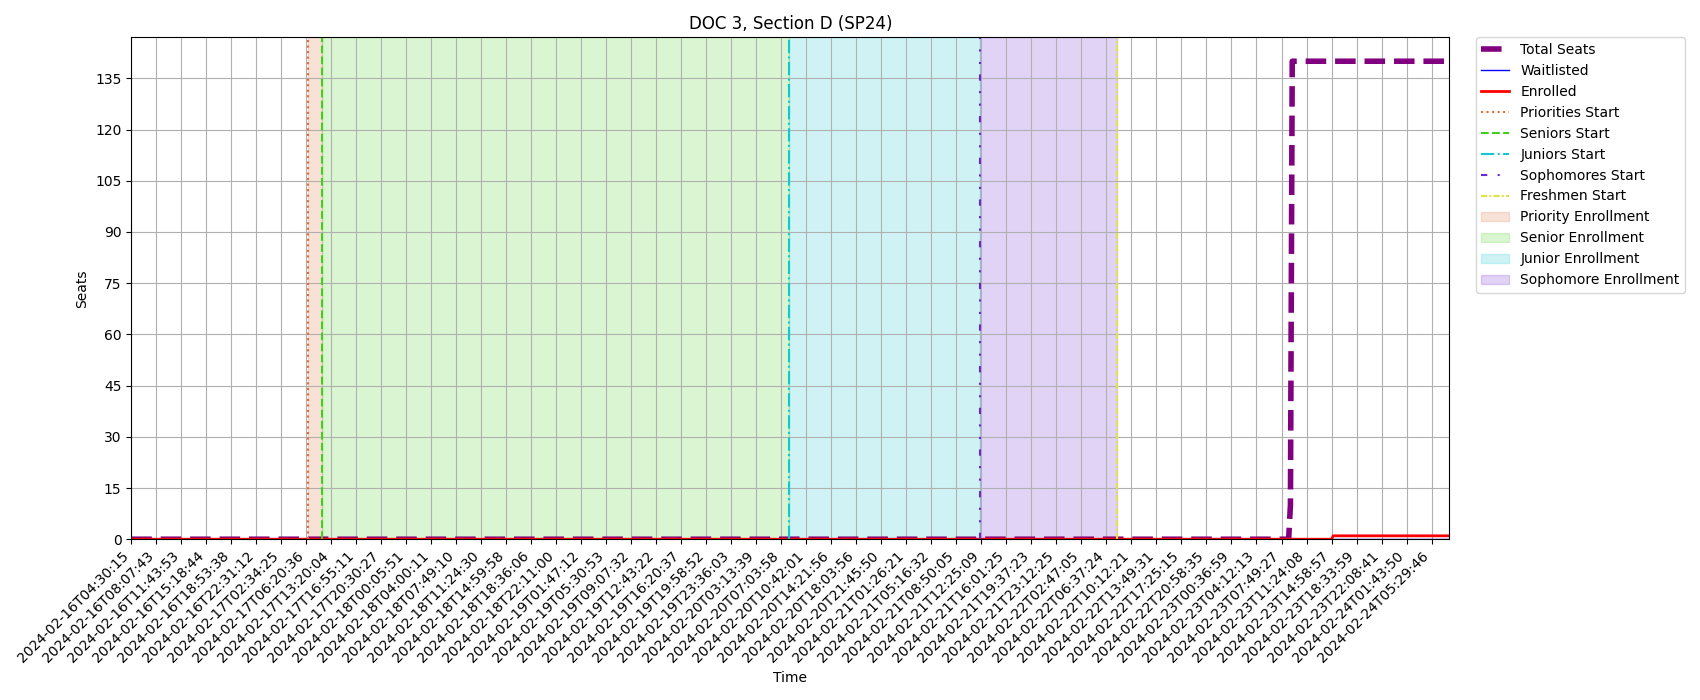 DOC 3, Section D (SP24)
Seats
135
120
105
90
75
60
45
30
15
0
2024-02-16T04:30:15
2024-02-16T08:07:43
2024-02-16T11:43:53
2024-02-16T15:18:44
2024-02-16T18:53:38
2024-02-16T22:31:12
2024-02-17T02:34:25
2024-02-17T06:20:36
2024-02-17T13:20:04
2024-02-17T16:55:11
2024-02-17T20:30:27
2024-02-18T00:05:51
2024-02-18T04:00:11
2024-02-18T07:49:10
2024-02-18T11:24:30
2024-02-18T14:59:58
2024-02-18T18:36:06
2024-02-18T22:11:00
2024-02-19T01:47:12
2024-02-19T05:30:53
2024-02-19T09:07:32
2024-02-19T12:43:22
2024-02-19T16:20:37
2024-02-19T19:58:52
2024-02-19T23:36:03
2024-02-20T03:13:39
2024-02-20T07:03:58
2024-02-20T10:42:01
2024-02-20T14:21:56
2024-02-20T18:03:56
2024-02-20T21:45:50
2024-02-21T01:26:21
2024-02-21T05:16:32
2024-02-21T08:50:05
2024-02-21T12:25:09
2024-02-21T16:01:25
2024-02-21T19:37:23
2024-02-21T23:12:25
2024-02-22T02:47:05
2024-02-22T06:37:24
2024-02-22T10:12:21
2024-02-22T13:49:31
2024-02-22T17:25:15
2024-02-22T20:58:35
2024-02-23T00:36:59
2024-02-23T04:12:13
2024-02-23T07:49:27
2024-02-23T11:24:08
2024-02-23T14:58:57
2024-02-23T18:33:59
2024-02-23T22:08:41
2024-02-24T01:43:50
2024-02-24T05:29:46
Time
Total Seats
Waitlisted
Enrolled
Priorities Start
Seniors Start
Juniors Start
Sophomores Start
Freshmen Start
Priority Enrollment
Senior Enrollment
Junior Enrollment
Sophomore Enrollment